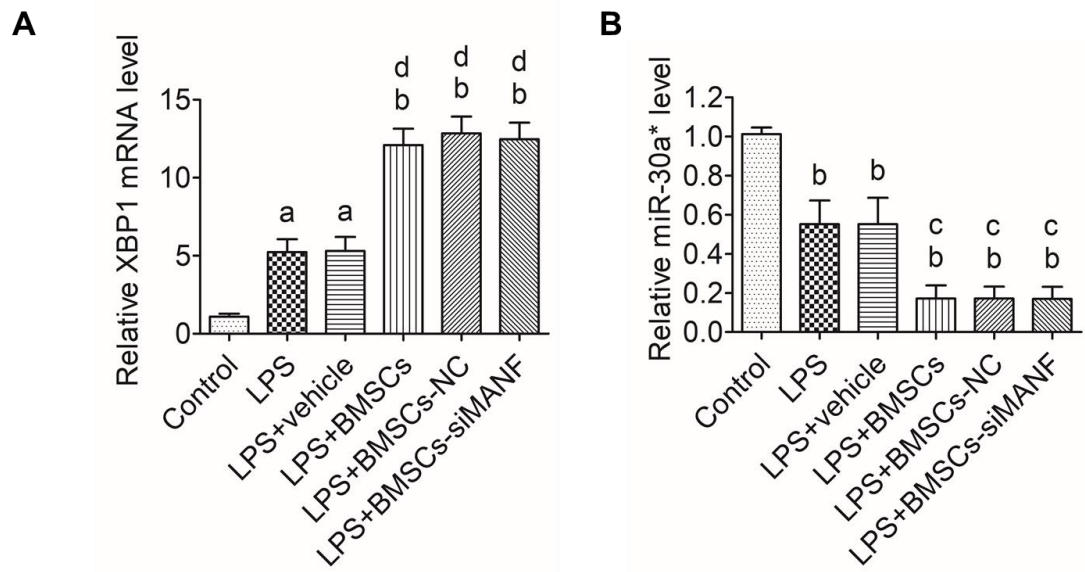 A
Relative XBP1 mRNA level
15
10
5
0
a
a
d
b
d
b
d
b
Control
LPS
LPS+vehicle
LPS+BMSCs
LPS+BMSCs-NC
LPS+BMSCs-siMANF
B
Relative miR-30a* level
1.2
1.0
0.8
0.6
0.4
0.2
0.0
b
b
c
b
c
b
c
b
Control
LPS
LPS+vehicle
LPS+BMSCs
LPS+BMSCs-NC
LPS+BMSCs-siMANF